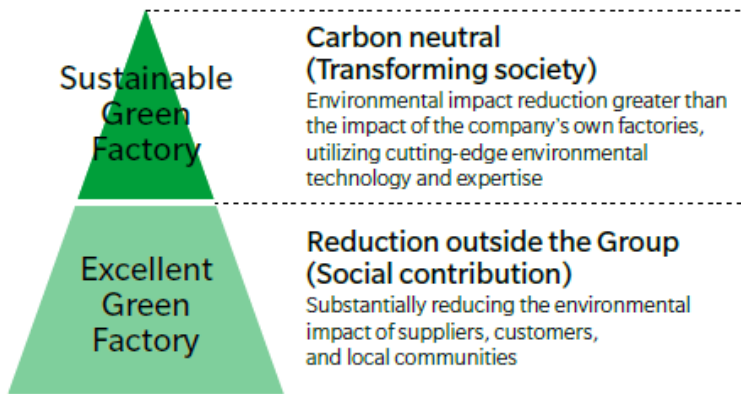 Sustainable
Green
Factory
Carbon neutral
(Transforming society)
Environmental impact reduction greater than
the impact of the company's own factories,
utilizing cutting-edge environmental
technology and expertise
Excellent
Green
Factory
Reduction outside the Group
(Social contribution)
Substantially reducing the environmental
impact of suppliers, customers,
and local communities